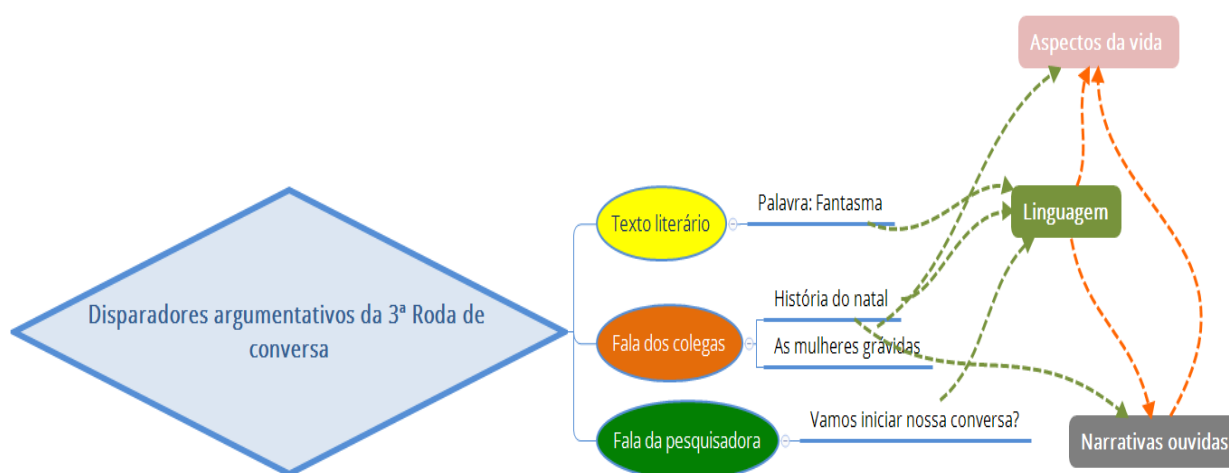 Aspectos da vida
Palavra: Fantasma
Texto literário
Linguagem
História do natal
Disparadores argumentativos da 3ª Roda de
conversa
Fala dos colegas
As mulheres grávidas
Vamos iniciar nossa conversa?
Fala da pesquisadora
Narrativas ouvidas